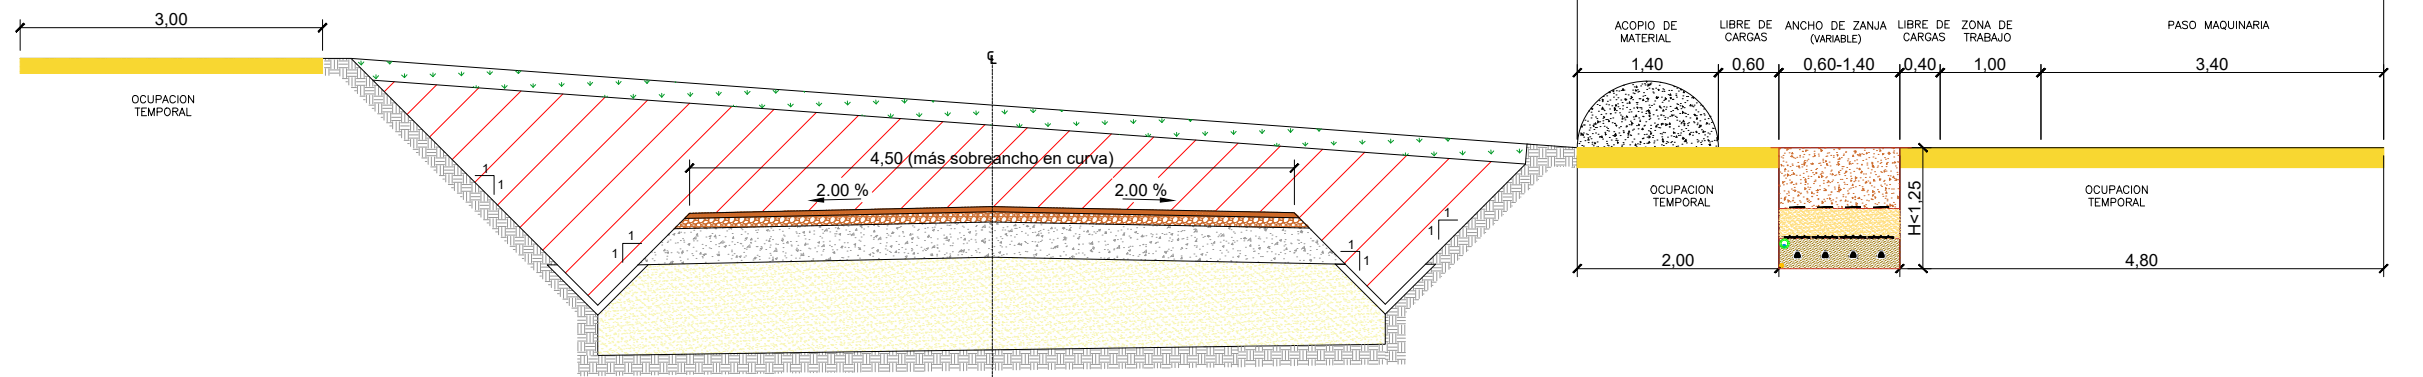 3,00
OCUPACION
TEMPORAL
℄
4,50 (más sobreancho en curva)
2.00 %
2.00 %
1
1
1
1
1
1
1
1
ACOPIO DE
MATERIAL
LIBRE DE
CARGAS
ANCHO DE ZANJA
(VARIABLE)
LIBRE DE
CARGAS
ZONA DE
TRABAJO
PASO MAQUINARIA
1,40
0,60
0,60-1,40
0,40
1,00
3,40
OCUPACION
TEMPORAL
H<1,25
OCUPACION
TEMPORAL
2,00
4,80